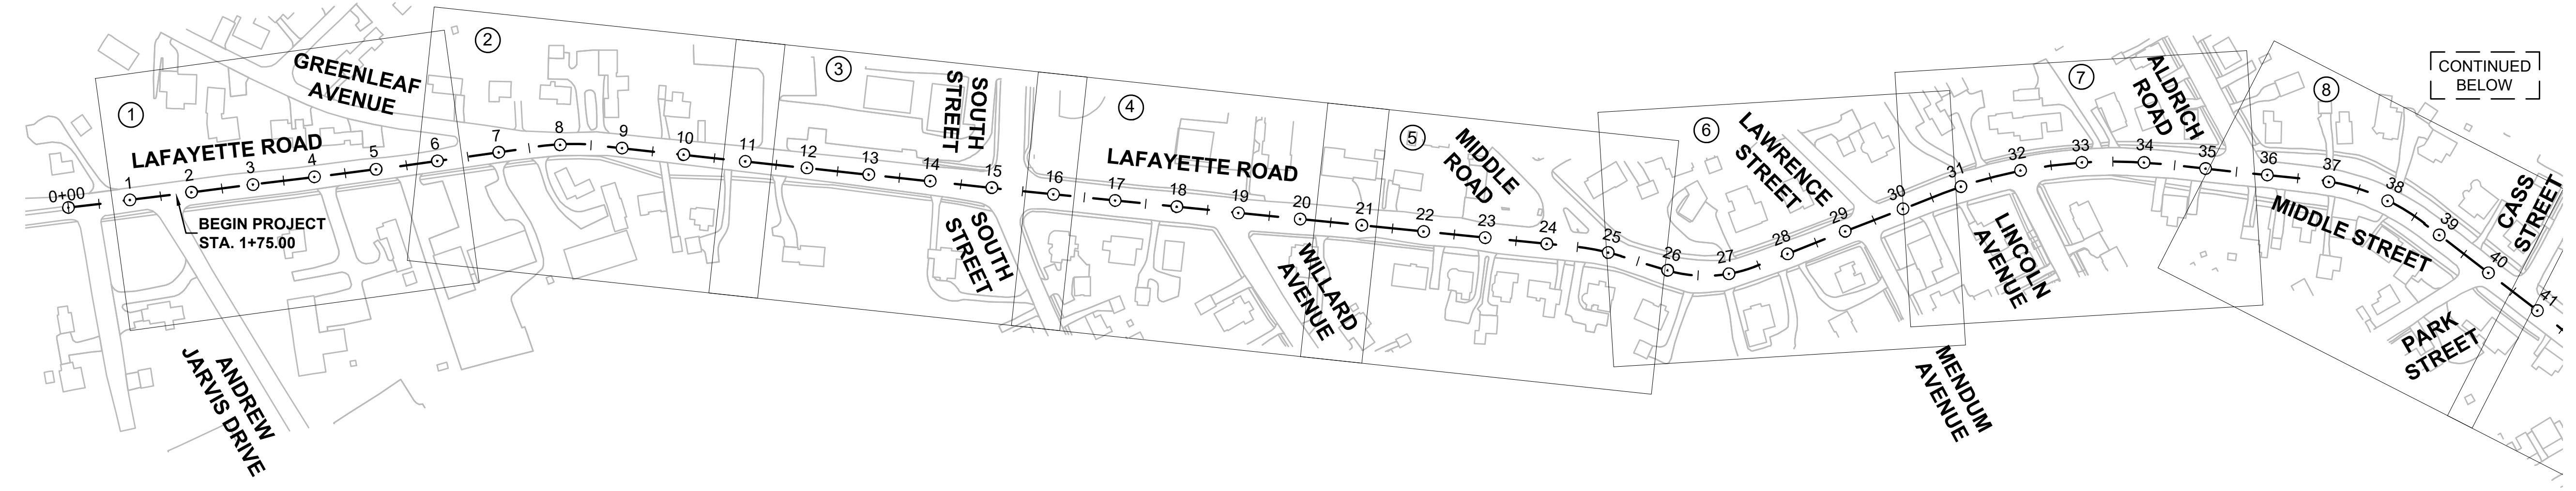 1
2
3
4
5
6
7
8
CONTINUED
BELOW
GREENLEAF
AVENUE
LAFAYETTE ROAD
SOUTH
STREET
LAFAYETTE ROAD
MIDDLE
ROAD
LAWRENCE
STREET
ALDRICH
ROAD
CASS
STREET
0+00
1
2
3
4
5
6
7
8
9
10
11
12
13
14
15
16
17
18
19
20
21
22
23
24
25
26
27
28
29
30
31
32
33
34
35
36
37
38
39
40
41
BEGIN PROJECT
STA. 1+75.00
SOUTH
STREET
WILLARD
AVENUE
LINCOLN
AVENUE
MIDDLE STREET
PARK
STREET
ANDREW
JARVIS DRIVE
MENDUM
AVENUE